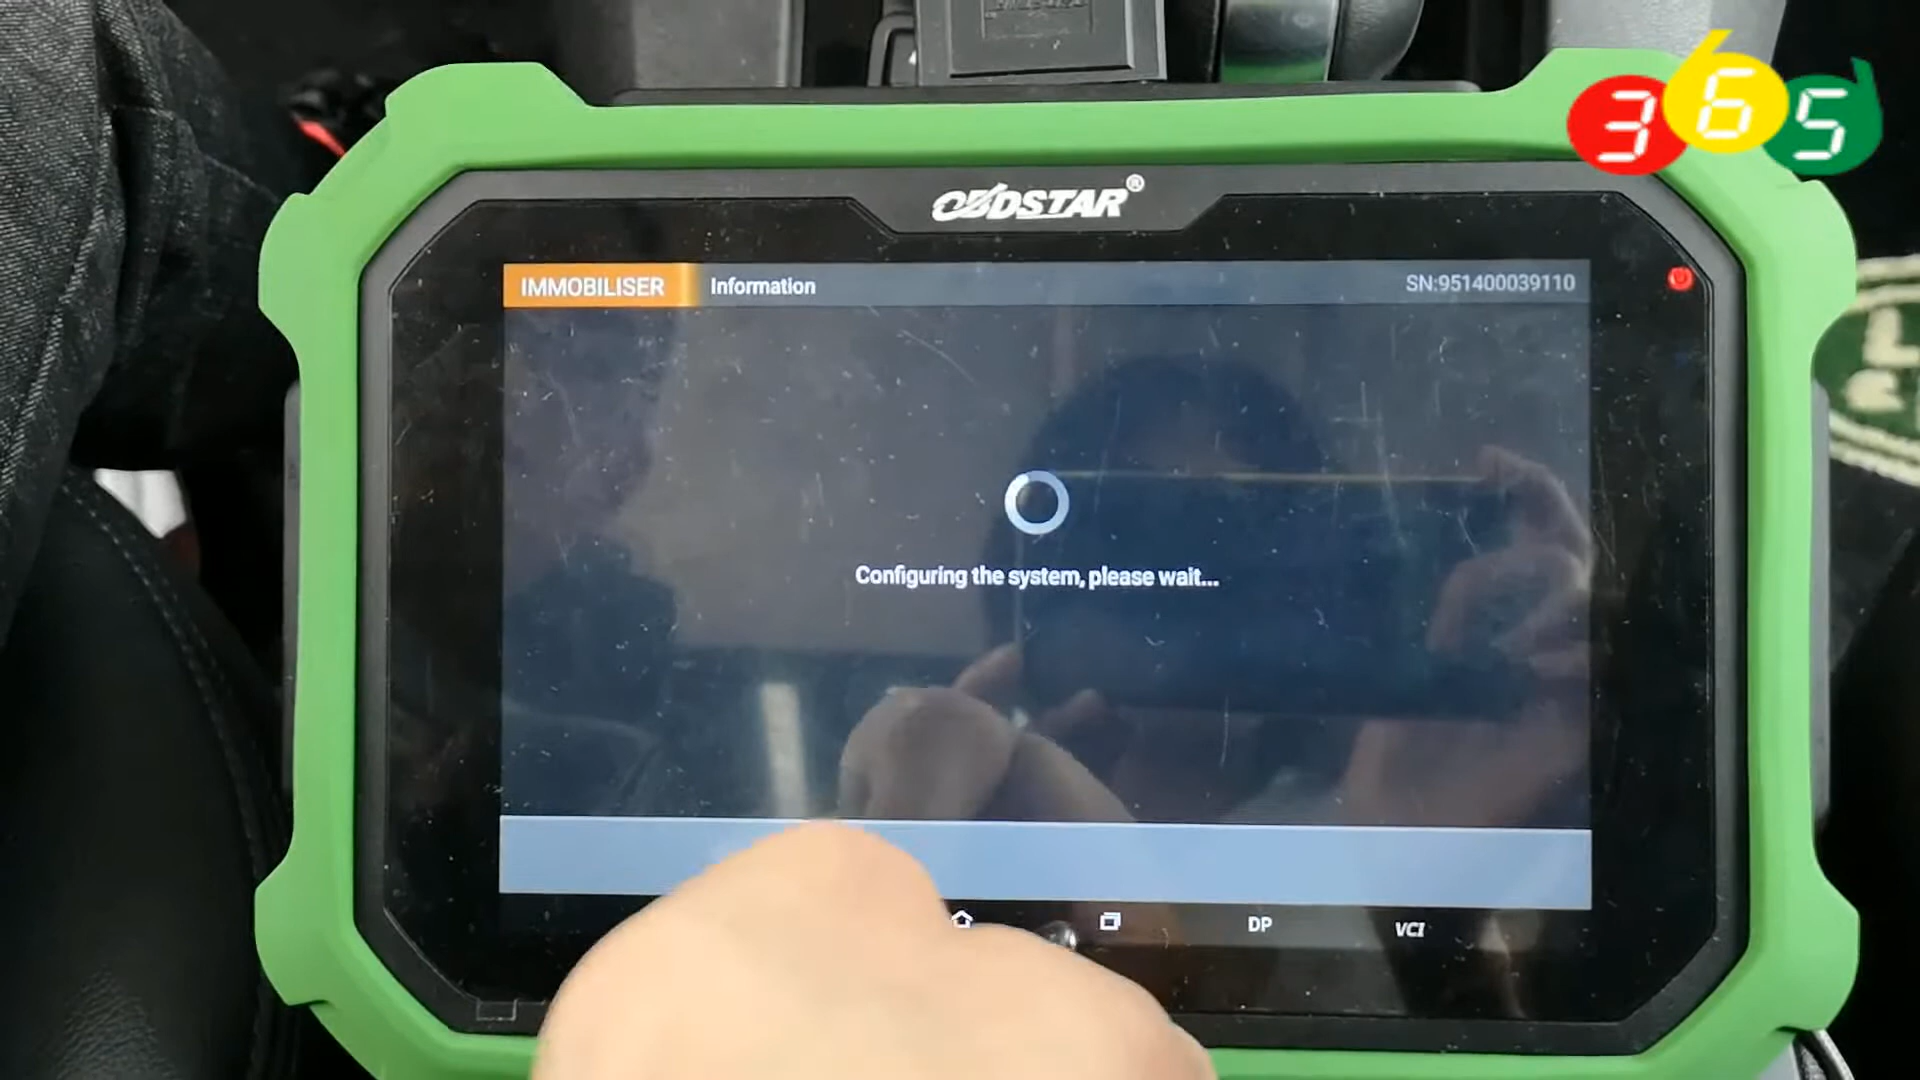 365
OBDSTAR®
IMMOBILISER Information SN:951400039110
Configuring the system, please wait...
DP VCI